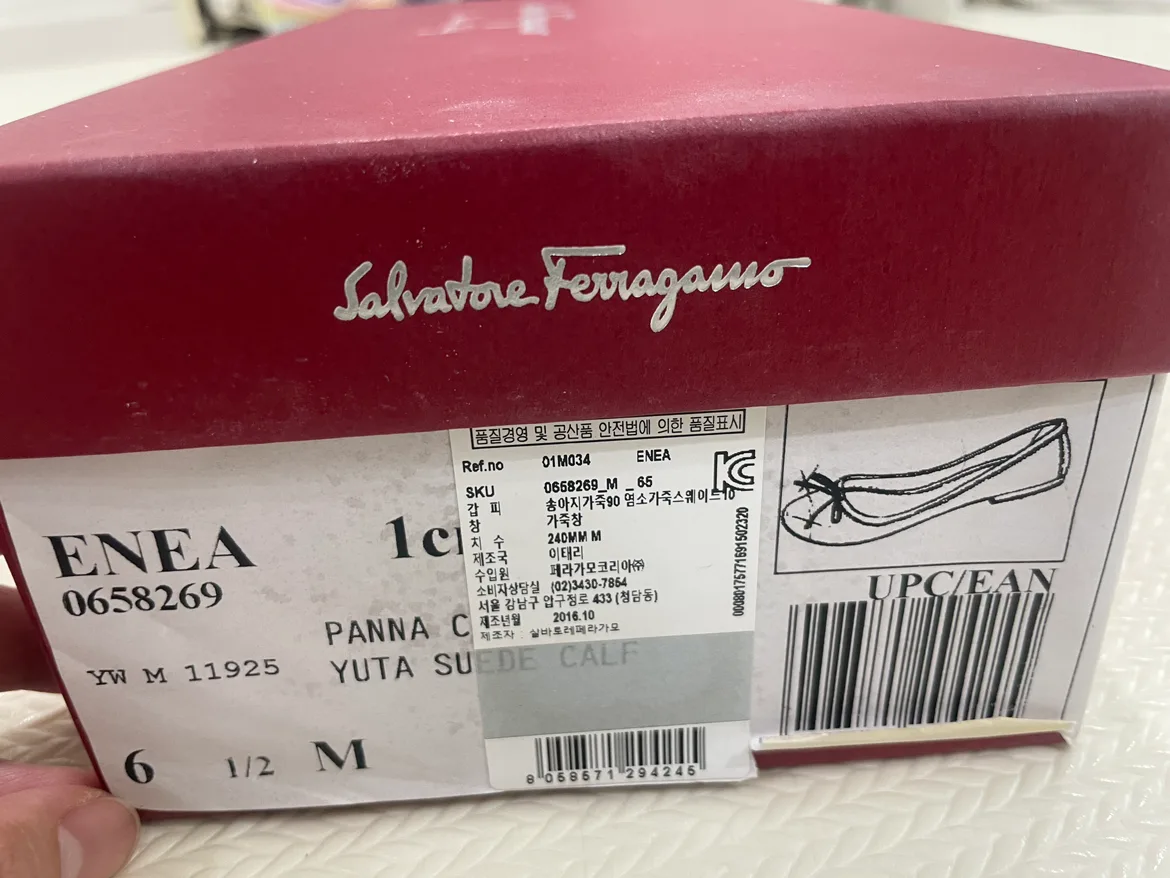 Salvatore Ferragamo
ENEA
0658269
YW M 11925
PANNA
YUTA SUEDE CALF
6 1/2 M
품질경영 및 공산품 안전법에 의한 품질표시
Ref.no 01M034 ENEA
SKU 0658269_M _ 65
갑 피 송아지가죽90 염소가죽스웨이드10
창 가죽창
치 수 240MM M
제조국 이태리
수입원 페라가모코리아㈜
소비자상담실 (02)3430-7854
서울 강남구 압구정로 433 (청담동)
제조년월 2016.10
제조자 : 살바토레페라가모
8 058571 294245
UPC/EAN